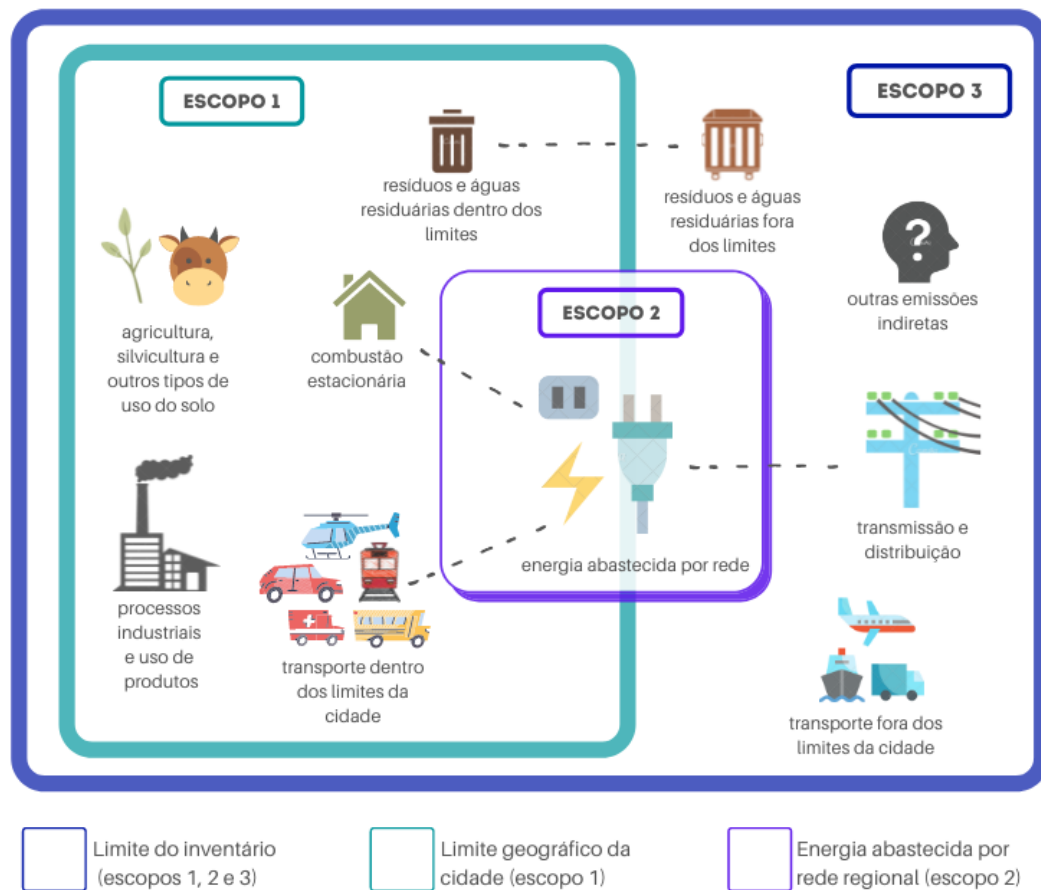 ESCOPO 1
ESCOPO 3
resíduos e águas
residuárias dentro dos
limites
resíduos e águas
residuárias fora
dos limites
agricultura,
silvicultura e
outros tipos de
uso do solo
combustão
estacionária
ESCOPO 2
?
outras emissões
indiretas
energia abastecida por rede
transmissão e
distribuição
processos
industriais
e uso de
produtos
transporte dentro
dos limites da
cidade
transporte fora dos
limites da cidade
Limite do inventário
(escopos 1, 2 e 3)
Limite geográfico da
cidade (escopo 1)
Energia abastecida por
rede regional (escopo 2)